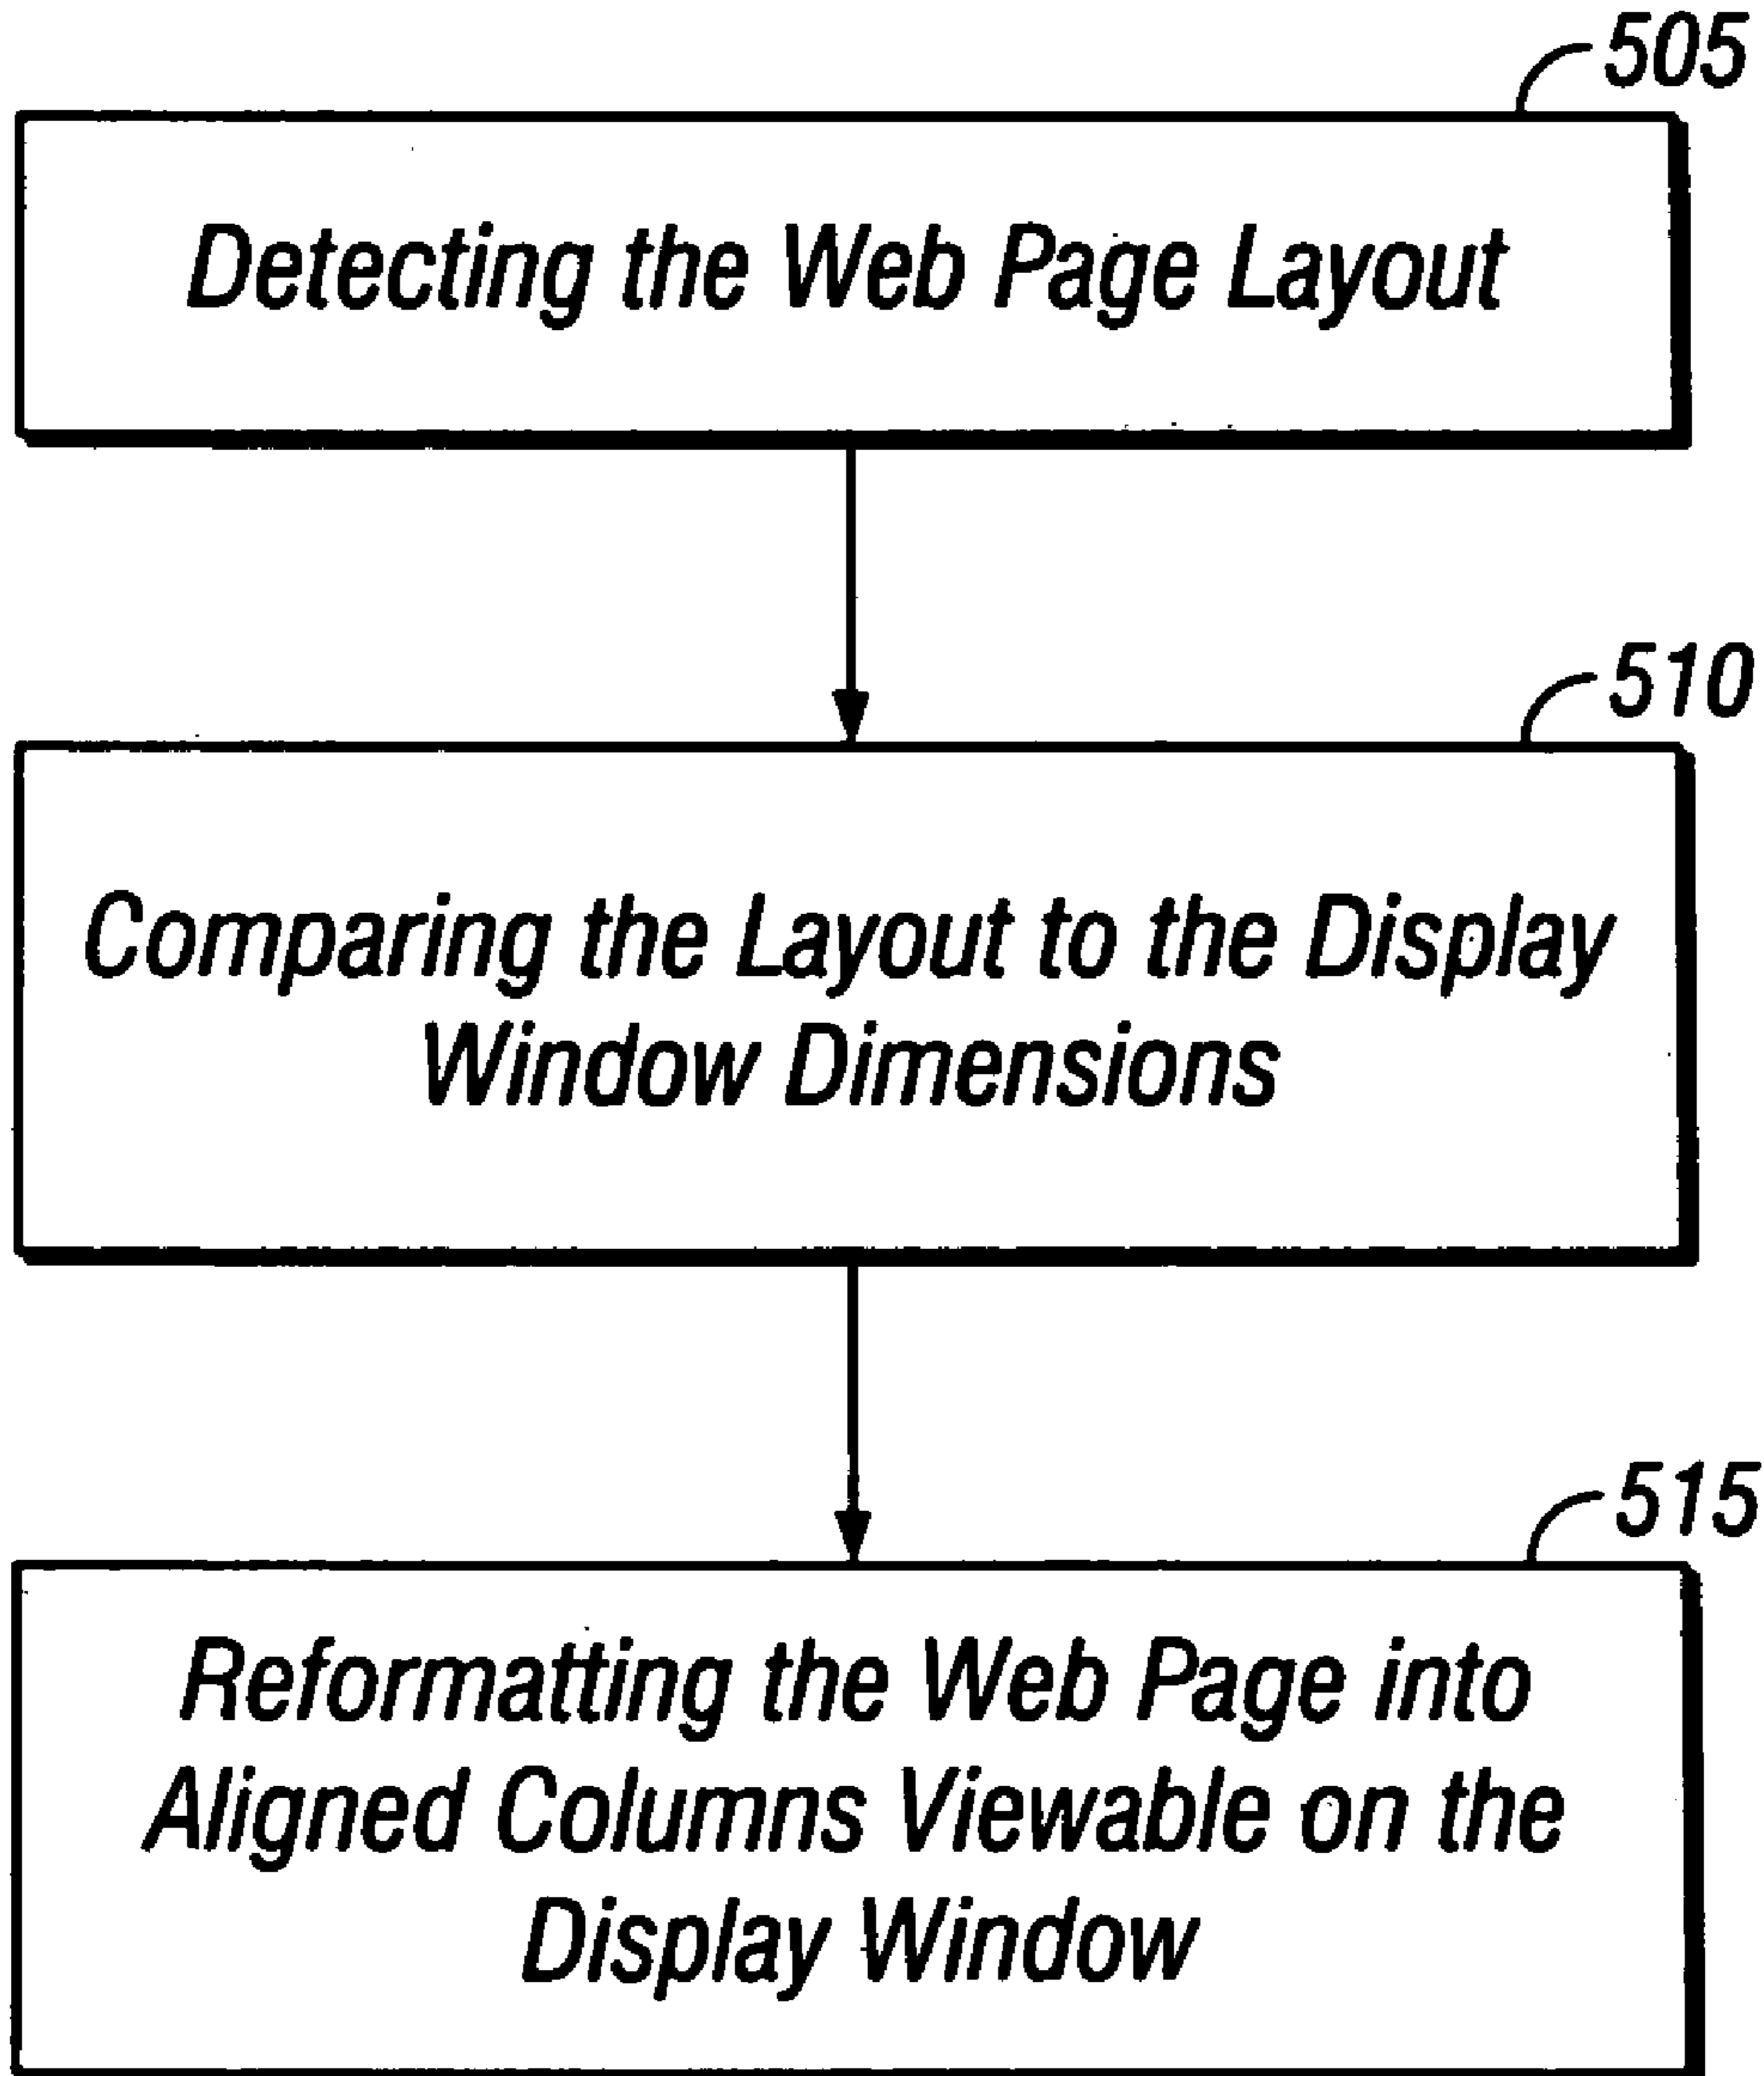 505
Detecting the Web Page Layout
510
Comparing the Layout to the Display
Window Dimensions
515
Reformatting the Web Page into
Aligned Columns Viewable on the
Display Window